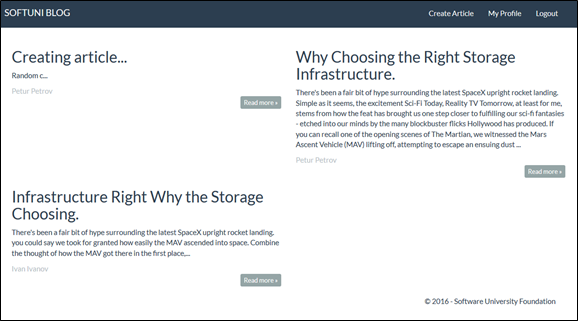 SOFTUNI BLOG
Create Article My Profile Logout
Creating article...
Random c...
Petur Petrov
Read more »
Why Choosing the Right Storage
Infrastructure.
There's been a fair bit of hype surrounding the latest SpaceX upright rocket landing.
Simple as it seems, the excitement Sci-Fi Today, Reality TV Tomorrow, at least for me,
stems from how the feat has brought us one step closer to fulfilling our sci-fi fantasies
- etched into our minds by the many blockbuster flicks Hollywood has produced. If
you can recall one of the opening scenes of The Martian, we witnessed the Mars
Ascent Vehicle (MAV) lifting off, attempting to escape an ensuing dust ...
Petur Petrov
Read more »
Infrastructure Right Why the Storage
Choosing.
There's been a fair bit of hype surrounding the latest SpaceX upright rocket landing.
you could say we took for granted how easily the MAV ascended into space. Combine
the thought of how the MAV got there in the first place,...
Ivan Ivanov
Read more »
© 2016 - Software University Foundation